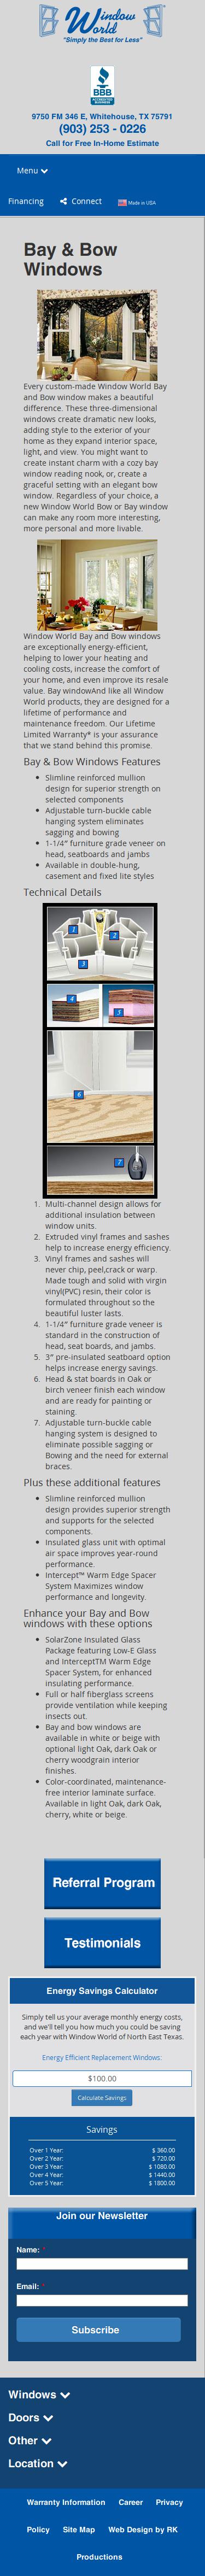 Window
World
"Simply the Best for Less"
BBB
ACCREDITED
BUSINESS
9750 FM 346 E, Whitehouse, TX 75791
(903) 253 - 0226
Call for Free In-Home Estimate
Menu
Financing Connect Made in USA
Bay & Bow
Windows
Every custom-made Window World Bay
and Bow window makes a beautiful
difference. These three-dimensional
windows create dramatic new looks,
adding style to the exterior of your
home as they expand interior space,
light, and view. You might want to
create instant charm with a cozy bay
window reading nook, or, create a
graceful setting with an elegant bow
window. Regardless of your choice, a
new Window World Bow or Bay window
can make any room more interesting,
more personal and more livable.
Window World Bay and Bow windows
are exceptionally energy-efficient,
helping to lower your heating and
cooling costs, increase the comfort of
your home, and even improve its resale
value. Bay windowAnd like all Window
World products, they are designed for a
lifetime of performance and
maintenance freedom. Our Lifetime
Limited Warranty* is your assurance
that we stand behind this promise.
Bay & Bow Windows Features
• Slimline reinforced mullion
design for superior strength on
selected components
• Adjustable turn-buckle cable
hanging system eliminates
sagging and bowing
• 1-1/4″ furniture grade veneer on
head, seatboards and jambs
• Available in double-hung,
casement and fixed lite styles
Technical Details
1
2
3
4
5
6
7
1. Multi-channel design allows for
additional insulation between
window units.
2. Extruded vinyl frames and sashes
help to increase energy efficiency.
3. Vinyl frames and sashes will
never chip, peel,crack or warp.
Made tough and solid with virgin
vinyl(PVC) resin, their color is
formulated throughout so the
beautiful luster lasts.
4. 1-1/4″ furniture grade veneer is
standard in the construction of
head, seat boards, and jambs.
5. 3″ pre-insulated seatboard option
helps increase energy savings.
6. Head & stat boards in Oak or
birch veneer finish each window
and are ready for painting or
staining.
7. Adjustable turn-buckle cable
hanging system is designed to
eliminate possible sagging or
Bowing and the need for external
braces.
Plus these additional features
• Slimline reinforced mullion
design provides superior strength
and supports for the selected
components.
• Insulated glass unit with optimal
air space improves year-round
performance.
• Intercept™ Warm Edge Spacer
System Maximizes window
performance and longevity.
Enhance your Bay and Bow
windows with these options
• SolarZone Insulated Glass
Package featuring Low-E Glass
and InterceptTM Warm Edge
Spacer System, for enhanced
insulating performance.
• Full or half fiberglass screens
provide ventilation while keeping
insects out.
• Bay and bow windows are
available in white or beige with
optional light Oak, dark Oak or
cherry woodgrain interior
finishes.
• Color-coordinated, maintenance-
free interior laminate surface.
Available in light Oak, dark Oak,
cherry, white or beige.
Referral Program
Testimonials
Energy Savings Calculator
Simply tell us your average monthly energy costs,
and we'll tell you how much you could be saving
each year with Window World of North East Texas.
Energy Efficient Replacement Windows:
$100.00
Calculate Savings
Savings
Over 1 Year: $ 360.00
Over 2 Year: $ 720.00
Over 3 Year: $ 1080.00
Over 4 Year: $ 1440.00
Over 5 Year: $ 1800.00
Join our Newsletter
Name: *
Email: *
Subscribe
Windows
Doors
Other
Location
Warranty Information Career Privacy
Policy Site Map Web Design by RK
Productions